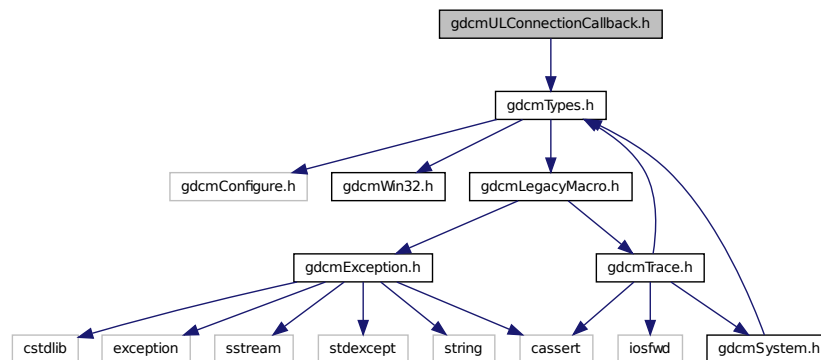 gdcmULConnectionCallback.h
gdcmTypes.h
gdcmConfigure.h
gdcmWin32.h
gdcmLegacyMacro.h
gdcmException.h
gdcmTrace.h
cstdlib
exception
sstream
stdexcept
string
cassert
iosfwd
gdcmSystem.h